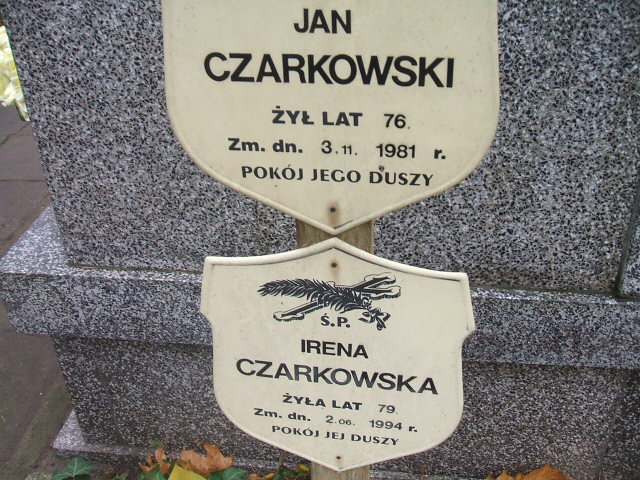 JAN
CZARKOWSKI
ŻYŁ LAT 76
Zm. dn. 3.11. 1981 r.
POKÓJ JEGO DUSZY
Ś.P.
IRENA
CZARKOWSKA
ŻYŁA LAT 79
Zm. dn. 2.06. 1994 r.
POKÓJ JEJ DUSZY